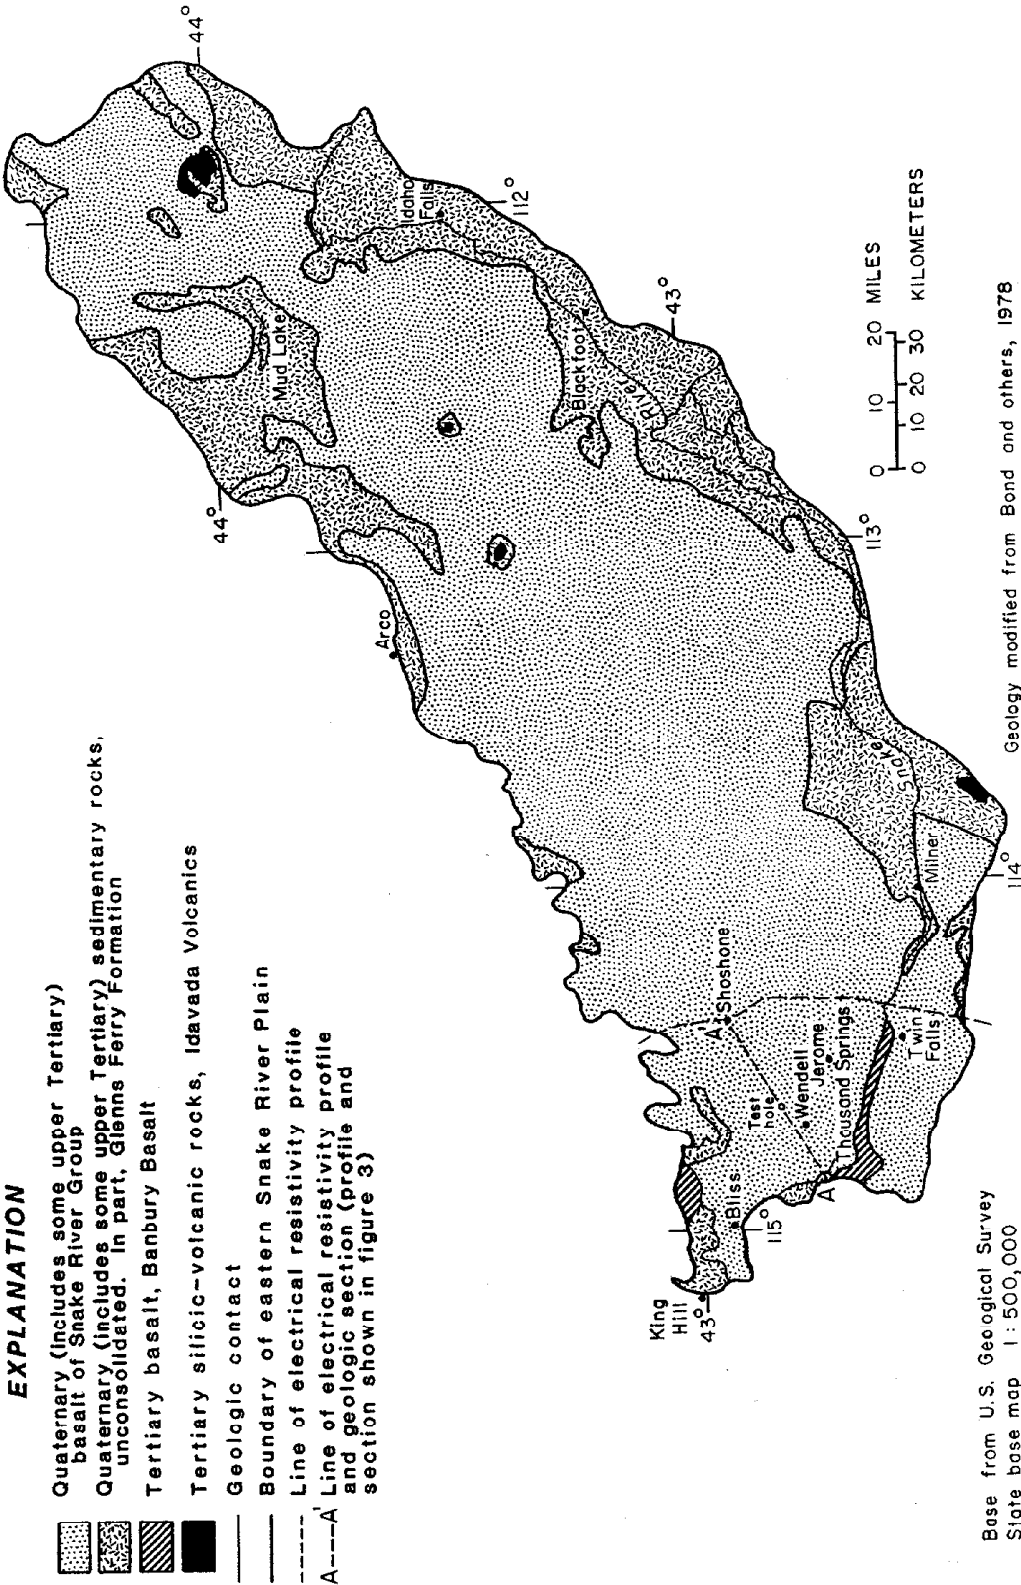 EXPLANATION
Quaternary (includes some upper Tertiary)
basalt of Snake River Group
Quaternary (includes some upper Tertiary) sedimentary rocks,
unconsolidated. In part, Glenns Ferry Formation
Tertiary basalt, Banbury Basalt
Tertiary silicic-volcanic rocks, Idavada Volcanics
Geologic contact
Boundary of eastern Snake River Plain
Line of electrical resistivity profile
A---A' Line of electrical resistivity profile
and geologic section (profile and
section shown in figure 3)
44°
44°
Mud Lake
Idaho
Falls
112°
Arco
Blackfoot
River
43°
113°
Snake
Milner
114°
A'
Shoshone
Test
hole
Wendell
Jerome
Thousand Springs
Twin
Falls
A
Bliss
115°
King
Hill
43°
0 10 20 MILES
0 10 20 30 KILOMETERS
Base from U.S. Geological Survey
State base map 1:500,000
Geology modified from Bond and others, 1978